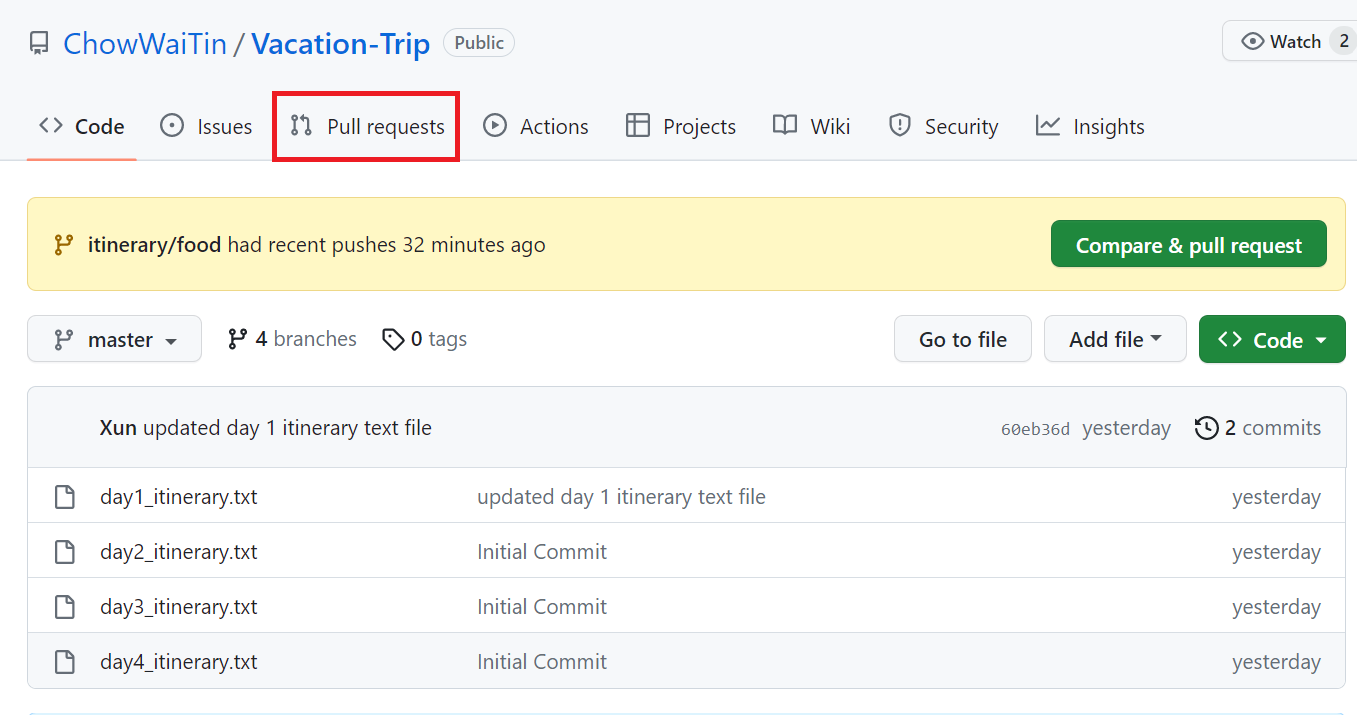 ChowWaiTin / Vacation-Trip Public Watch 2
Code Issues Pull requests Actions Projects Wiki Security Insights
itinerary/food had recent pushes 32 minutes ago Compare & pull request
master 4 branches 0 tags Go to file Add file Code
Xun updated day 1 itinerary text file 60eb36d yesterday 2 commits
day1_itinerary.txt updated day 1 itinerary text file yesterday
day2_itinerary.txt Initial Commit yesterday
day3_itinerary.txt Initial Commit yesterday
day4_itinerary.txt Initial Commit yesterday